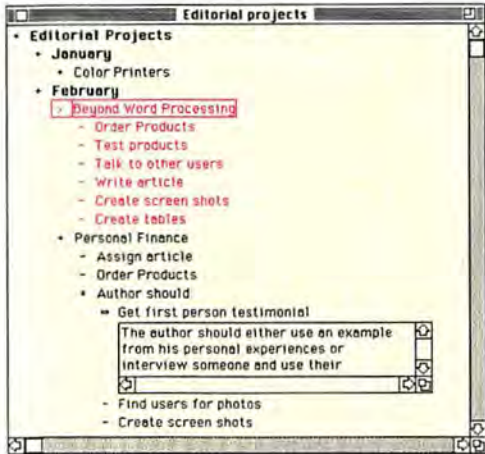 Editorial projects
+ Editorial Projects
+ January
+ Color Printers
+ February
> Beyond Word Processing
- Order Products
- Test products
- Talk to other users
- Write article
- Create screen shots
- Create tables
+ Personal Finance
- Assign article
- Order Products
+ Author should
Get first person testimonial
The author should either use an example
from his personal experiences or
interview someone and use their
- Find users for photos
- Create screen shots